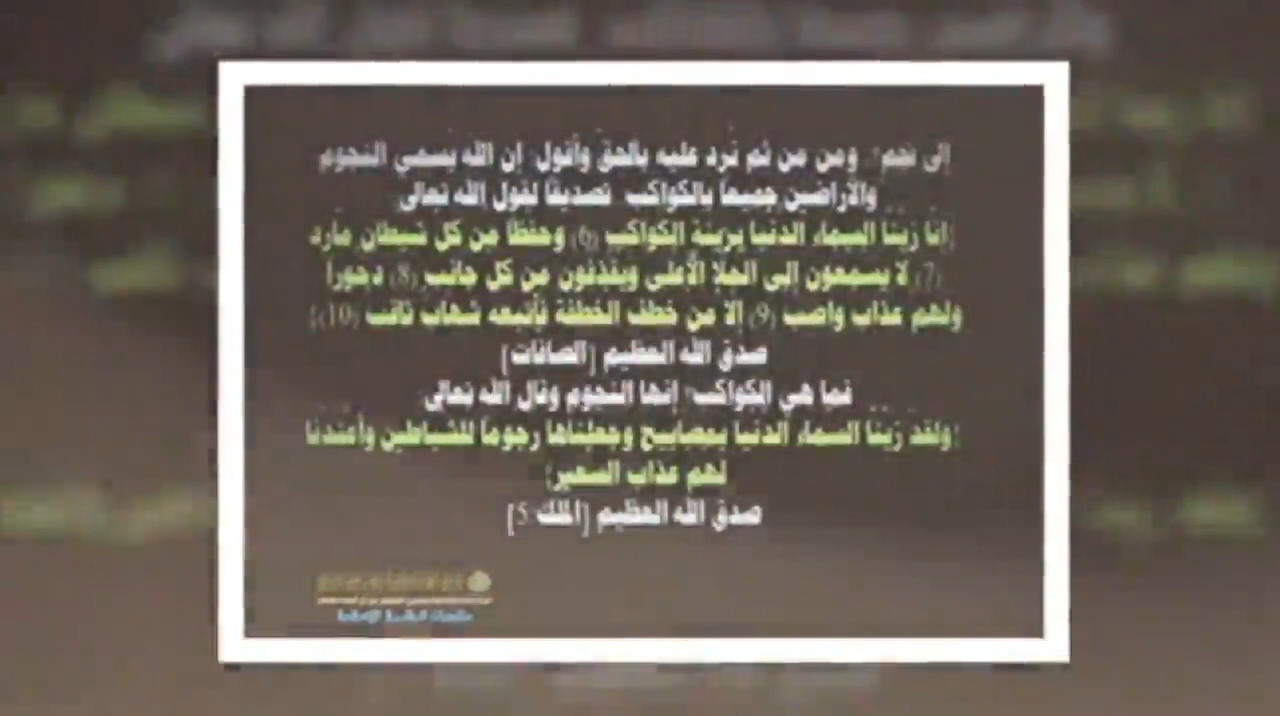 ومن من ثم نرد عليه بالحق وأقول: إن الله يسمي النجوم
والأراضين جميعا بالكواكب تصديقا لقول الله تعالى
{إنا زينا السماء الدنيا بزينة الكواكب (6) وحفظا من كل شيطان مارد
(7) لا يسمعون إلى الملإ الأعلى ويقذفون من كل جانب (8) دحورا
ولهم عذاب واصب (9) إلا من خطف الخطفة فأتبعه شهاب ثاقب (10)}
صدق الله العظيم [الصافات]
فما هي الكواكب؟ إنها النجوم وقال الله تعالى
{ولقد زينا السماء الدنيا بمصابيح وجعلناها رجوما للشياطين وأعتدنا
لهم عذاب السعير}
صدق الله العظيم [الملك 5]